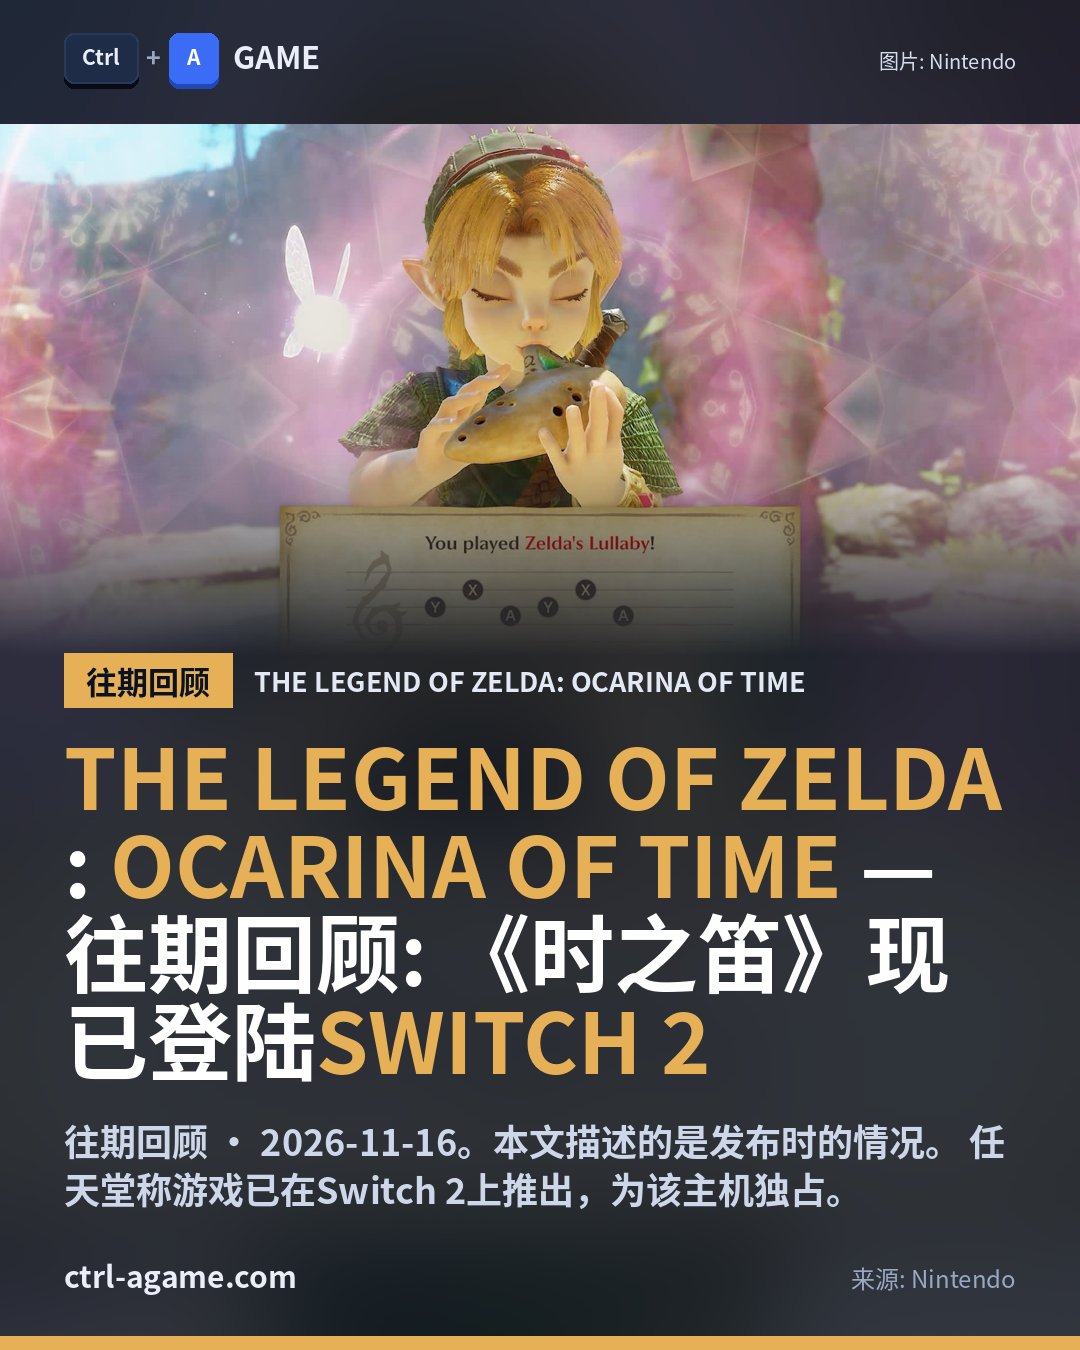 Ctrl + A GAME
图片: Nintendo
You played Zelda's Lullaby!
Y X A Y X A
往期回顾 THE LEGEND OF ZELDA: OCARINA OF TIME
THE LEGEND OF ZELDA
: OCARINA OF TIME —
往期回顾: 《时之笛》现
已登陆SWITCH 2
往期回顾 · 2026-11-16。本文描述的是发布时的情况。 任
天堂称游戏已在Switch 2上推出，为该主机独占。
ctrl-agame.com
来源: Nintendo